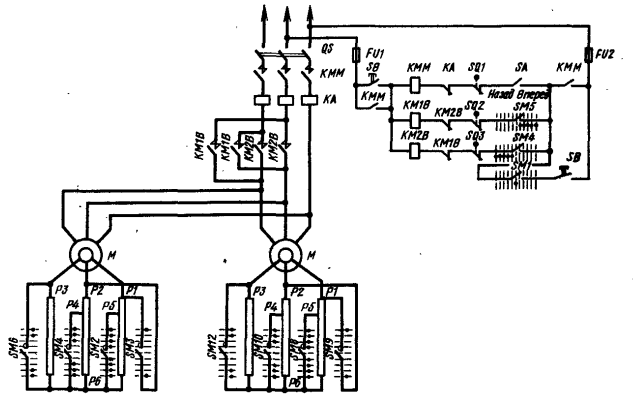 QS
FU1
FU2
KMM
SB
KMM
KA
SQ1
SA
KMM
KA
KMM
Назад Вперед
KM1B
KM2B
SQ2
SM5
KM2B
KM1B
SQ3
SM4
SM1
SB
KM1B
KM1B
KM2B
KM2B
M
M
P3
P2
P1
P4
P5
P6
SM6
SM4
SM2
SM3
P3
P2
P1
P4
P5
P6
SM12
SM10
SM8
SM9